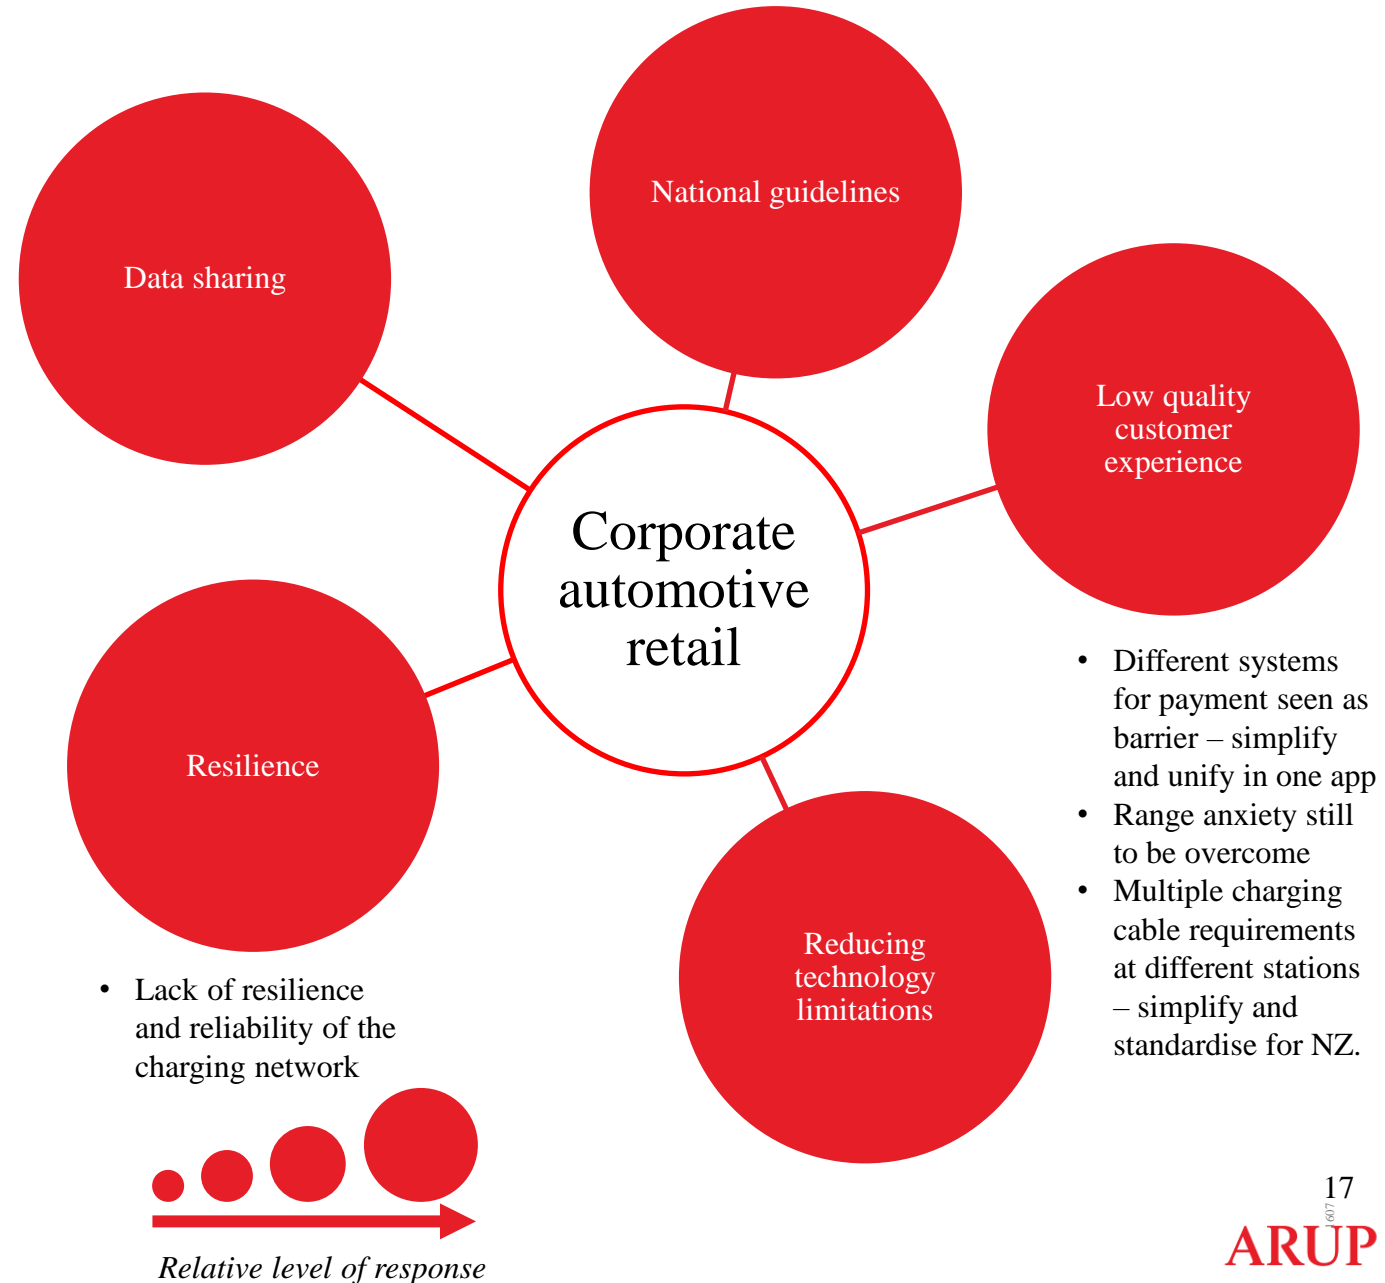 National guidelines
Data sharing
Low quality
customer
experience
Corporate
automotive
retail
• Different systems
for payment seen as
barrier – simplify
and unify in one app
• Range anxiety still
to be overcome
• Multiple charging
cable requirements
at different stations
– simplify and
standardise for NZ.
Resilience
• Lack of resilience
and reliability of the
charging network
Reducing
technology
limitations
Relative level of response
17
1607
ARUP